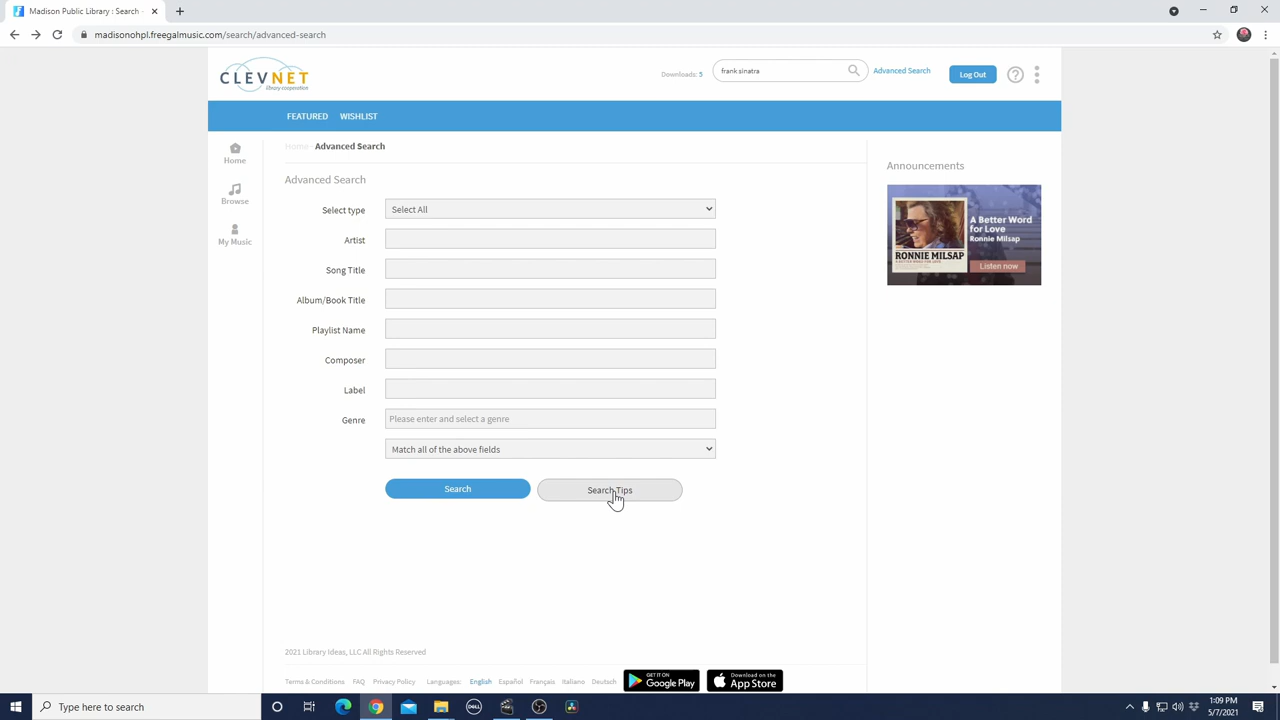 Madison Public Library - Search
madisonohpl.freegalmusic.com/search/advanced-search
CLEVNET
library cooperation
Downloads: 5
frank sinatra
Advanced Search
Log Out
FEATURED WISHLIST
Home
Browse
My Music
Home Advanced Search
Advanced Search
Select type
Select All
Artist
Song Title
Album/Book Title
Playlist Name
Composer
Label
Genre
Please enter and select a genre
Match all of the above fields
Search
Search Tips
Announcements
A Better Word
for Love
Ronnie Milsap
RONNIE MILSAP
Listen now
2021 Library Ideas, LLC All Rights Reserved
Terms & Conditions FAQ Privacy Policy Languages: English Español Français Italiano Deutsch
GET IT ON
Google Play
Download on the
App Store
Type here to search
DELL
1:09 PM
5/7/2021